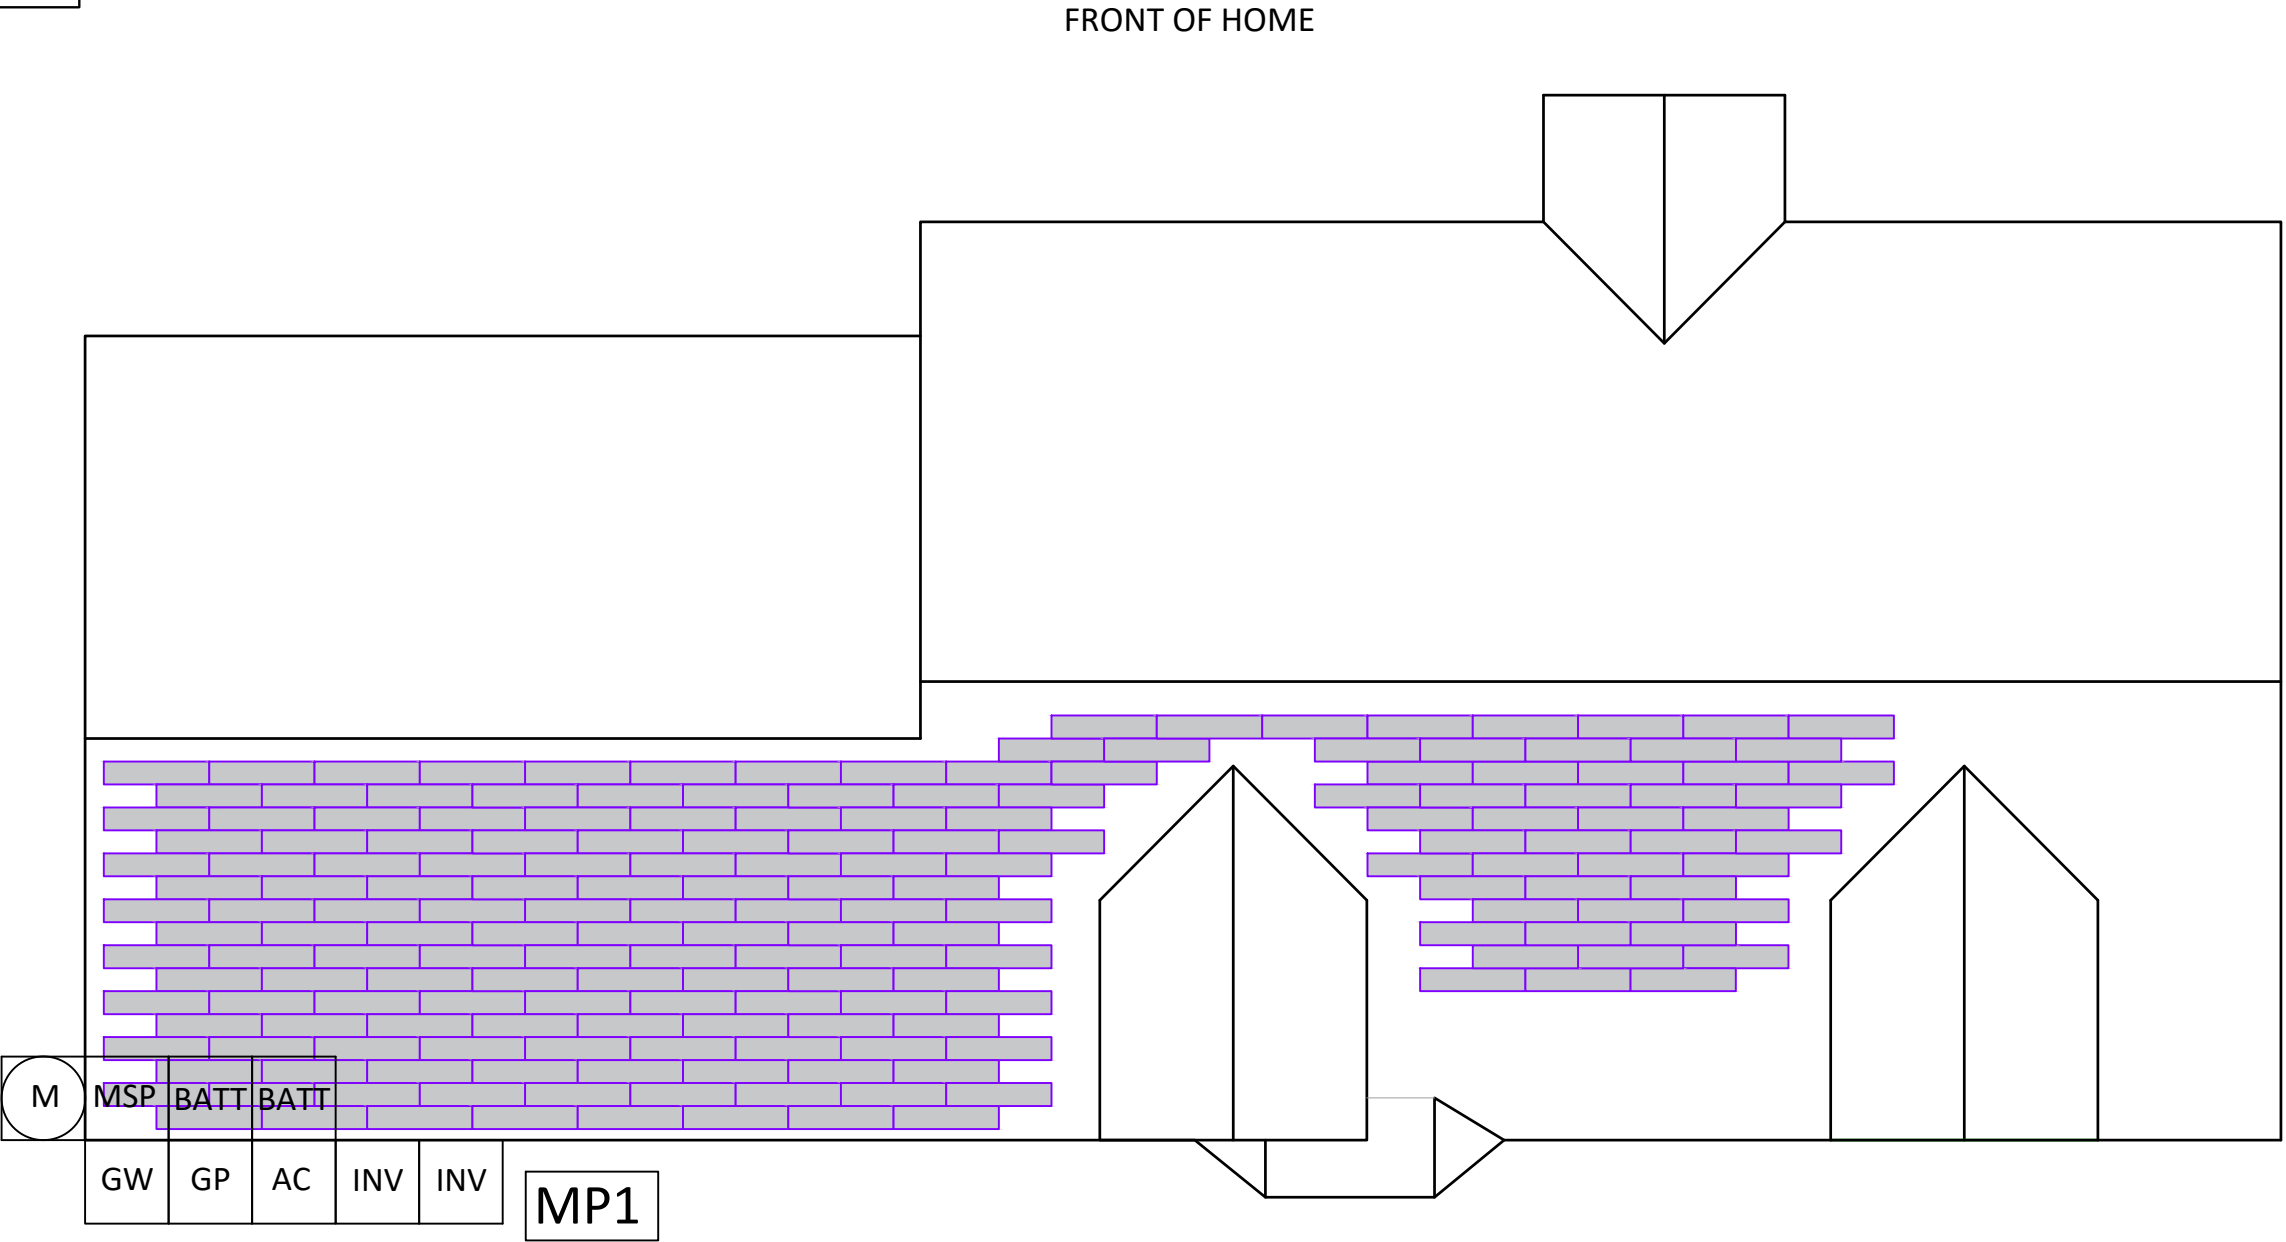 FRONT OF HOME
M MSP BATT BATT
GW GP AC INV INV
MP1